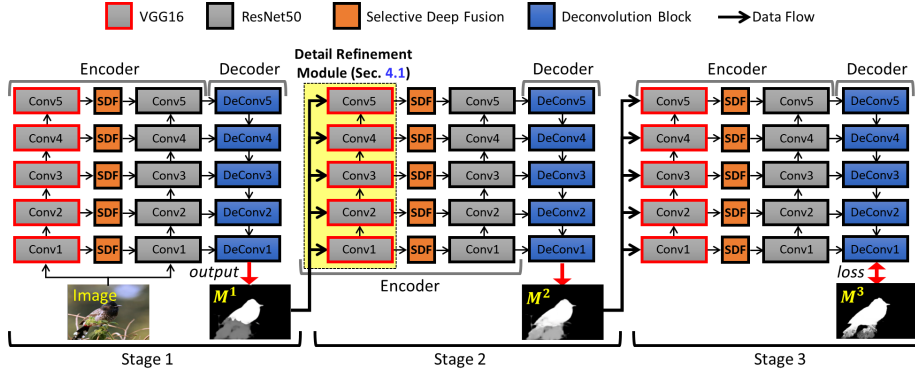 VGG16 ResNet50 Selective Deep Fusion Deconvolution Block Data Flow
Detail Refinement
Module (Sec. 4.1)
Encoder Decoder Decoder Encoder Decoder
Conv5 SDF Conv5 DeConv5 Conv5 SDF Conv5 DeConv5 Conv5 SDF Conv5 DeConv5
Conv4 SDF Conv4 DeConv4 Conv4 SDF Conv4 DeConv4 Conv4 SDF Conv4 DeConv4
Conv3 SDF Conv3 DeConv3 Conv3 SDF Conv3 DeConv3 Conv3 SDF Conv3 DeConv3
Conv2 SDF Conv2 DeConv2 Conv2 SDF Conv2 DeConv2 Conv2 SDF Conv2 DeConv2
Conv1 SDF Conv1 DeConv1 Conv1 SDF Conv1 DeConv1 Conv1 SDF Conv1 DeConv1
output Encoder loss
Image M¹ M² M³
Stage 1 Stage 2 Stage 3